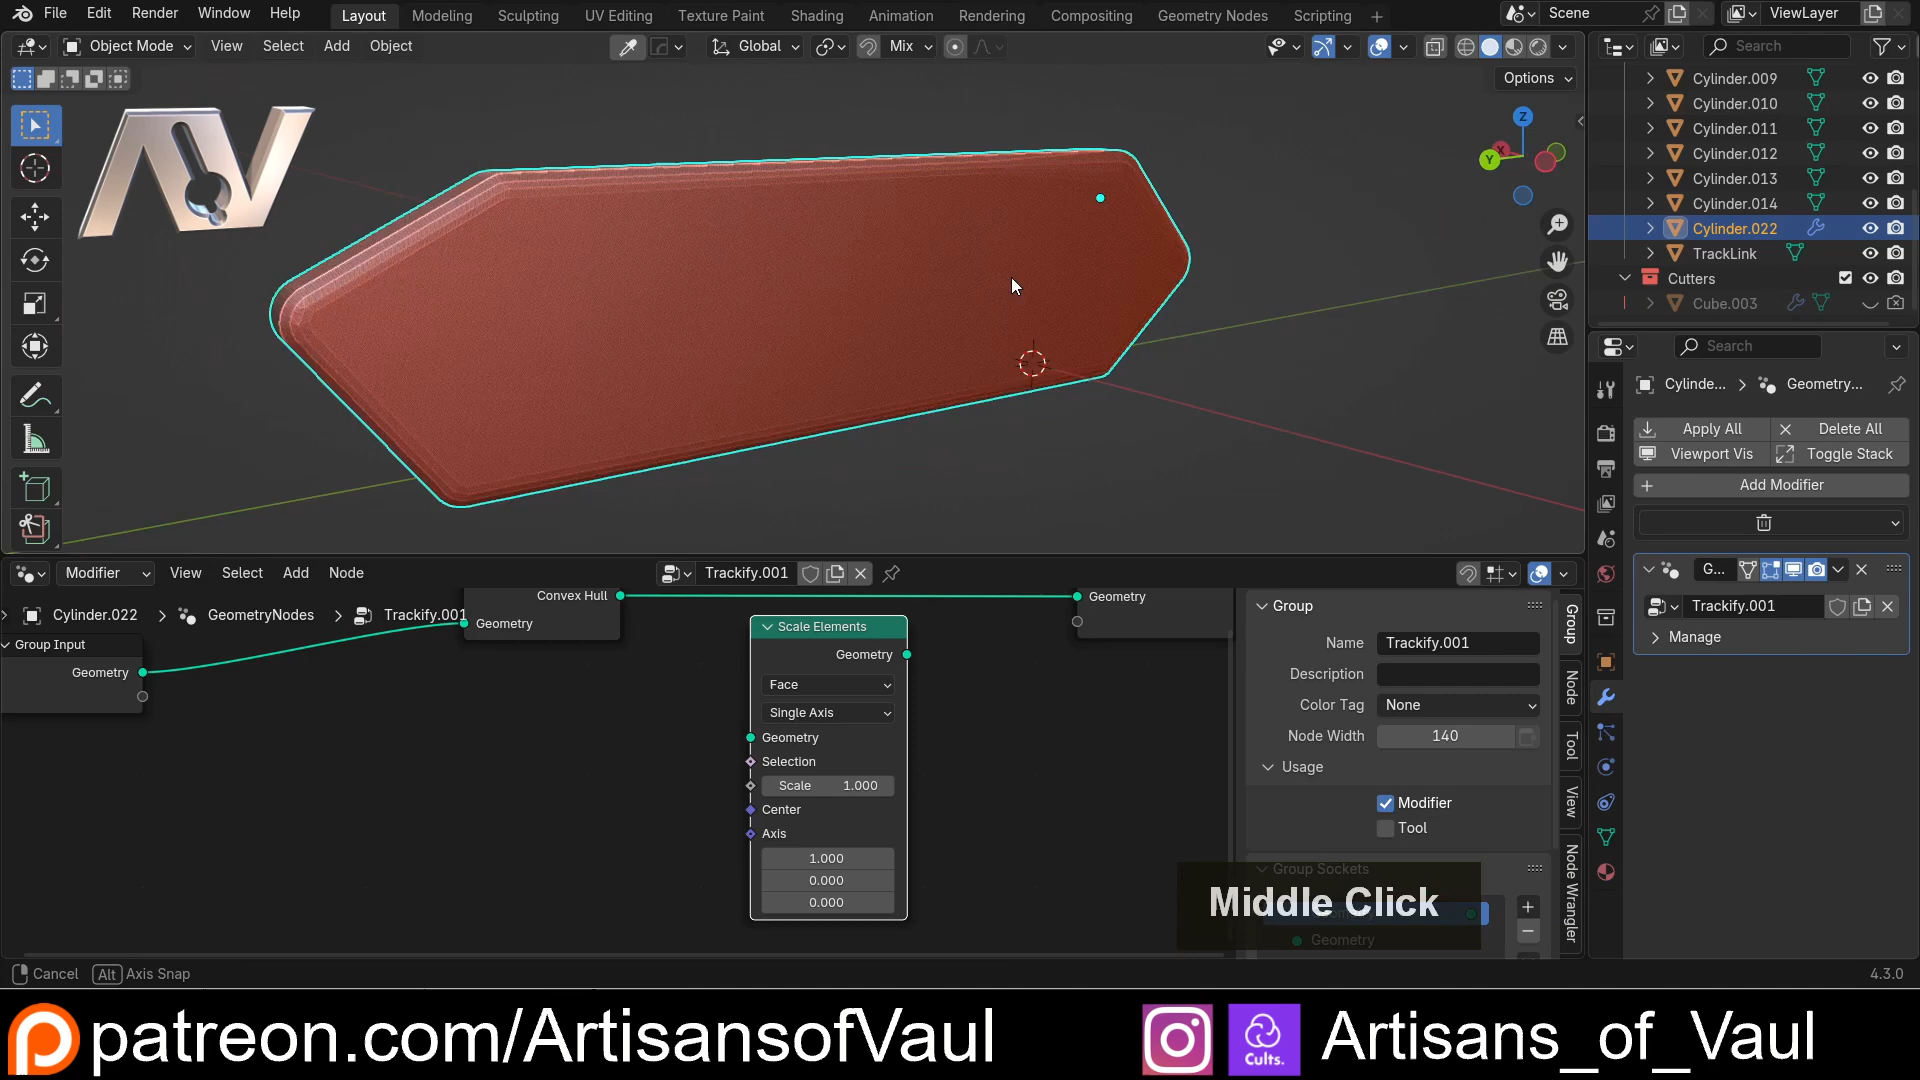 File Edit Render Window Help Layout Modeling Sculpting UV Editing Texture Paint Shading Animation Rendering Compositing Geometry Nodes Scripting Scene ViewLayer
Object Mode View Select Add Object Global Mix Search
Options
Cylinder.009
Cylinder.010
Cylinder.011
Cylinder.012
Cylinder.013
Cylinder.014
Cylinder.022
TrackLink
Cutters
Cube.003
Z
X
Y
Search
Cylinde... Geometry...
Apply All Delete All
Viewport Vis Toggle Stack
Add Modifier
G...
Trackify.001
Manage
Modifier View Select Add Node Trackify.001
Cylinder.022 GeometryNodes Trackify.001
Convex Hull
Geometry
Group Input
Geometry
Scale Elements
Geometry
Face
Single Axis
Geometry
Selection
Scale 1.000
Center
Axis
1.000
0.000
0.000
Geometry
Group
Name Trackify.001
Description
Color Tag None
Node Width 140
Usage
Modifier
Tool
Group Sockets
Geometry
Group
Node
Tool
View
Node Wrangler
Middle Click
Cancel Alt Axis Snap 4.3.0
patreon.com/ArtisansofVaul Cults. Artisans_of_Vaul